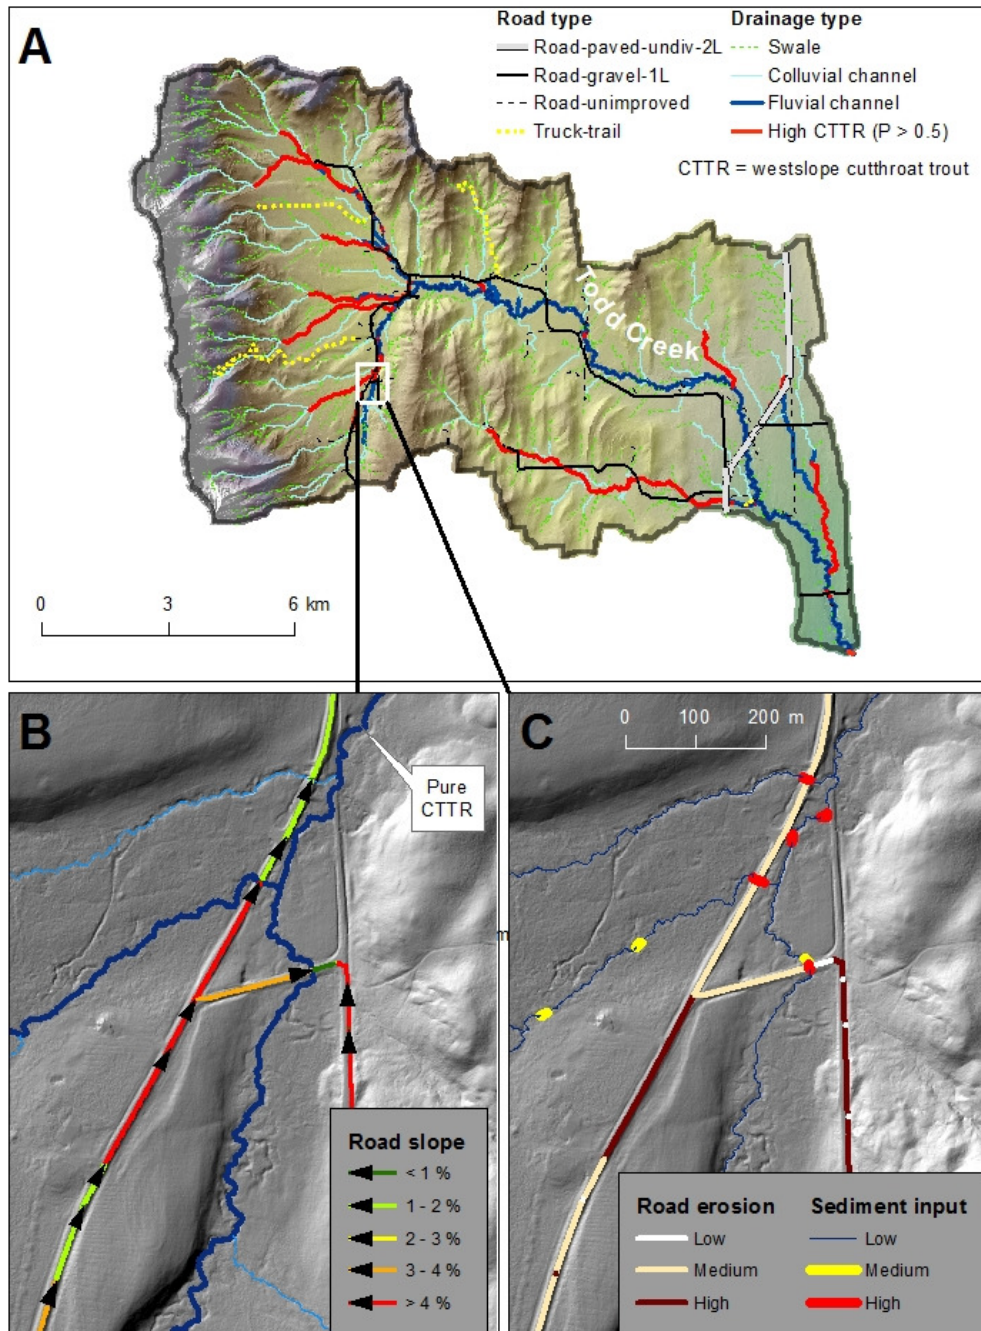 A
Road type
Road-paved-undiv-2L
Road-gravel-1L
Road-unimproved
Truck-trail
Drainage type
Swale
Colluvial channel
Fluvial channel
High CTTR (P > 0.5)
CTTR = westslope cutthroat trout
Todd Creek
0 3 6 km
B
Pure
CTTR
Road slope
< 1 %
1 - 2 %
2 - 3 %
3 - 4 %
> 4 %
m
C
0 100 200 m
Road erosion
Low
Medium
High
Sediment input
Low
Medium
High